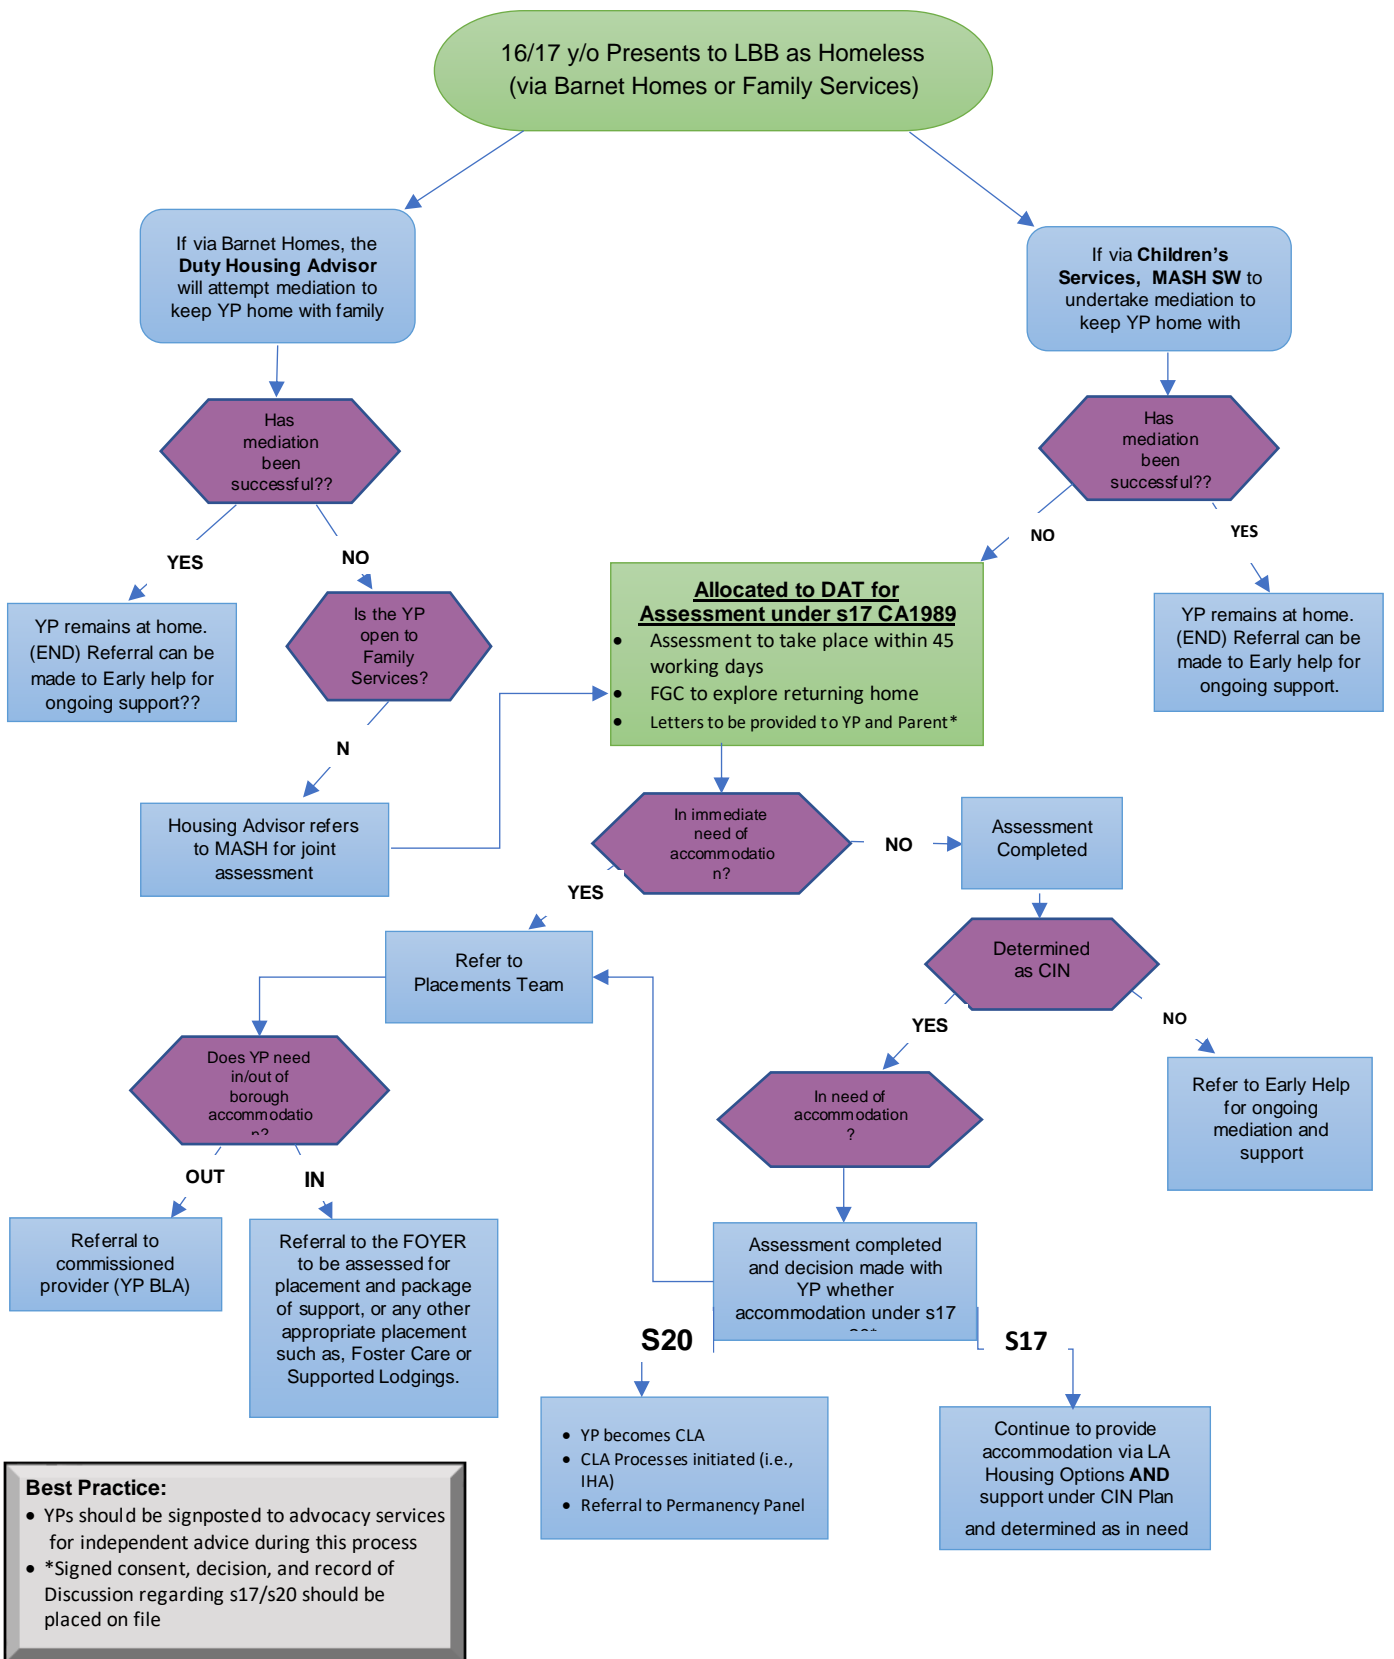 16/17 y/o Presents to LBB as Homeless
(via Barnet Homes or Family Services)
If via Barnet Homes, the
Duty Housing Advisor
will attempt mediation to
keep YP home with family
If via Children's
Services, MASH SW to
undertake mediation to
keep YP home with
Has
mediation
been
successful??
Has
mediation
been
successful??
YES
NO
NO
YES
YP remains at home.
(END) Referral can be
made to Early help for
ongoing support??
Is the YP
open to
Family
Services?
Allocated to DAT for
Assessment under s17 CA1989
• Assessment to take place within 45
working days
• FGC to explore returning home
• Letters to be provided to YP and Parent*
YP remains at home.
(END) Referral can be
made to Early help for
ongoing support.
N
Housing Advisor refers
to MASH for joint
assessment
In immediate
need of
accommodatio
n?
NO
Assessment
Completed
YES
Refer to
Placements Team
Determined
as CIN
YES
NO
Does YP need
in/out of
borough
accommodatio
n?
In need of
accommodation
?
Refer to Early Help
for ongoing
mediation and
support
OUT
IN
Referral to
commissioned
provider (YP BLA)
Referral to the FOYER
to be assessed for
placement and package
of support, or any other
appropriate placement
such as, Foster Care or
Supported Lodgings.
Assessment completed
and decision made with
YP whether
accommodation under s17
S20
S17
• YP becomes CLA
• CLA Processes initiated (i.e.,
IHA)
• Referral to Permanency Panel
Continue to provide
accommodation via LA
Housing Options AND
support under CIN Plan
and determined as in need
Best Practice:
• YPs should be signposted to advocacy services
for independent advice during this process
• *Signed consent, decision, and record of
Discussion regarding s17/s20 should be
placed on file